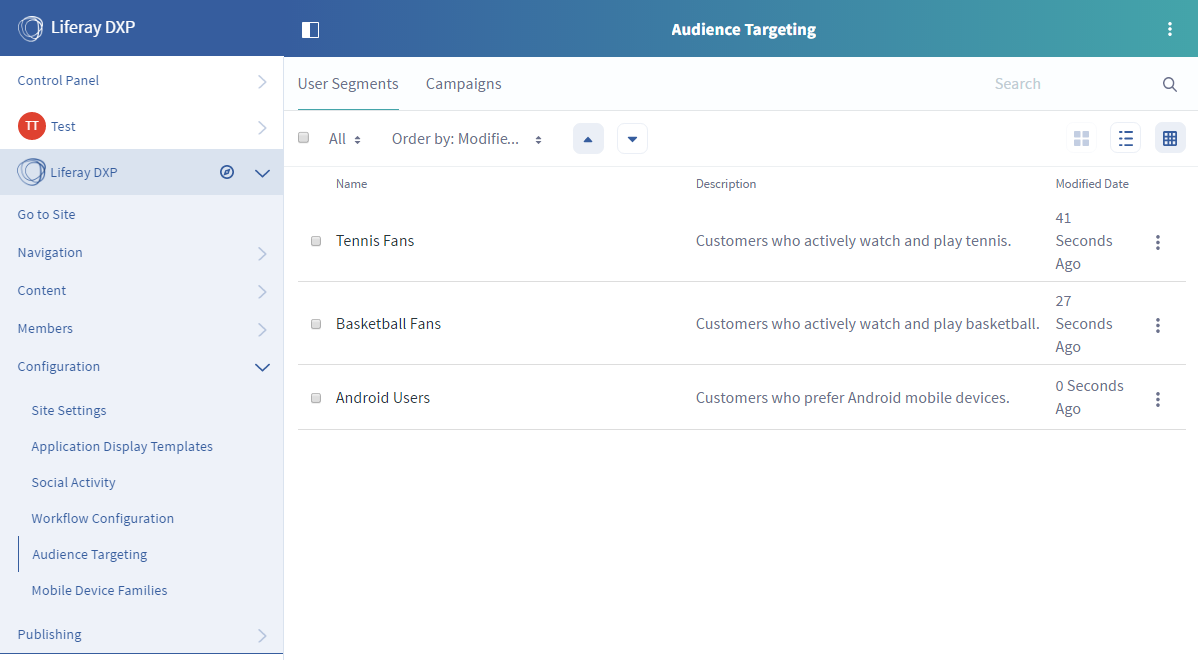 Liferay DXP
Audience Targeting
Control Panel
TT Test
Liferay DXP
Go to Site
Navigation
Content
Members
Configuration
Site Settings
Application Display Templates
Social Activity
Workflow Configuration
Audience Targeting
Mobile Device Families
Publishing
User Segments Campaigns Search
All Order by: Modifie...
Name Description Modified Date
Tennis Fans Customers who actively watch and play tennis. 41
Seconds
Ago
Basketball Fans Customers who actively watch and play basketball. 27
Seconds
Ago
Android Users Customers who prefer Android mobile devices. 0 Seconds
Ago